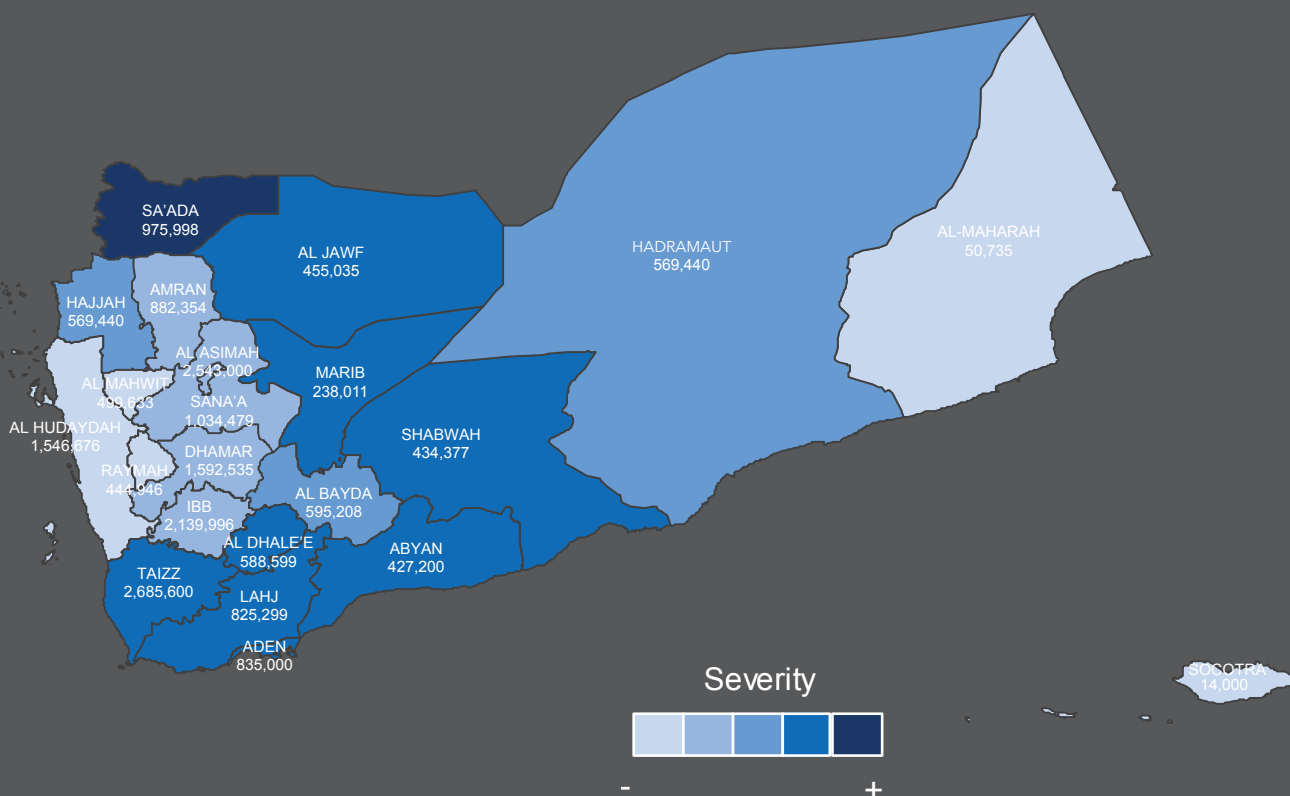 SA'ADA
975,998
AL JAWF
455,035
HADRAMAUT
569,440
AL-MAHARAH
50,735
HAJJAH
569,440
AMRAN
882,354
AL ASIMAH
2,543,000
MARIB
238,011
AL MAHWIT
499,633
SANA'A
1,034,479
AL HUDAYDAH
1,546,676
SHABWAH
434,377
DHAMAR
1,592,535
RAYMAH
444,946
AL BAYDA
595,208
IBB
2,139,996
AL DHALE'E
588,599
ABYAN
427,200
TAIZZ
2,685,600
LAHJ
825,299
ADEN
835,000
SOCOTRA
14,000
Severity
-
+